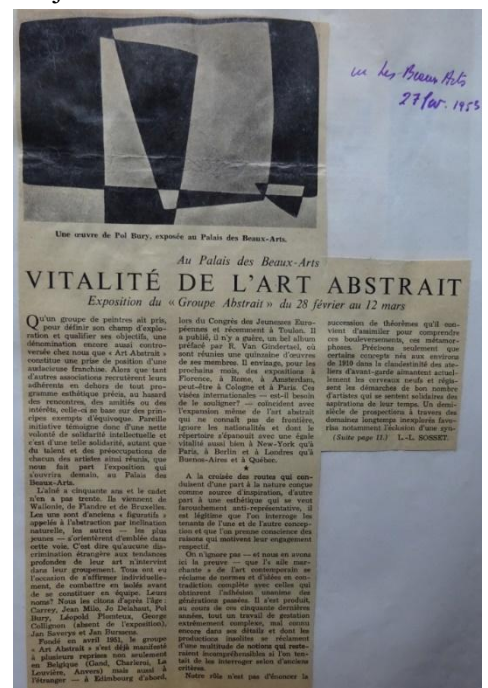 in Les Beaux Arts
27 fev. 1953
Une œuvre de Pol Bury, exposée au Palais des Beaux-Arts.
Au Palais des Beaux-Arts
VITALITÉ DE L'ART ABSTRAIT
Exposition du « Groupe Abstrait » du 28 février au 12 mars
Qu'un groupe de peintres ait pris,
pour définir son champ d'explo-
ration et qualifier ses objectifs, une
dénomination encore aussi contro-
versée chez nous que « Art Abstrait »
constitue une prise de position d'une
audacieuse franchise. Alors que tant
d'autres associations recrutèrent leurs
adhérents en dehors de tout pro-
gramme esthétique précis, au hasard
des rencontres, des amitiés ou des
intérêts, celle-ca se base sur des prin-
cipes exempts d'équivoque. Pareille
initiative témoigne donc d'une nette
volonté de solidarité intellectuelle et
c'est d'une telle solidarité, autant que
du talent et des préoccupations de
chacun des artistes ainsi réunis, que
nous fait part l'exposition qui
s'ouvrira demain, au Palais des
Beaux-Arts.
L'aîné a cinquante ans et le cadet
n'en a pas trente. Ils viennent de
Wallonie, de Flandre et de Bruxelles.
Les uns sont d'anciens « figuratifs »
appelés à l'abstraction par inclination
naturelle, les autres — les plus
jeunes — s'orientèrent d'emblée dans
cette voie. C'est dire qu'aucune dis-
crimination étrangère aux tendances
profondes de leur art n'intervint
dans leur groupement. Tous ont eu
l'occasion de s'affirmer individuelle-
ment, de combattre en isolés avant
de se constituer en équipe. Leurs
noms? Nous les citons d'après l'âge :
Carrey, Jean Milo, Jo Delahaut, Pol
Bury, Léopold Plomteux, George
Collignon (absent de l'exposition),
Jan Saverys et Jan Burssens.
Fondé en avril 1951, le groupe
« Art Abstrait » s'est déjà manifesté
à plusieurs reprises non seulement
en Belgique (Gand, Charleroi, La
Louvière, Anvers) mais aussi à
l'étranger — à Edimbourg d'abord,
lors du Congrès des Jeunesses Euro-
péennes et récemment à Toulon. Il
a publié, il n'y a guère, un bel album
préfacé par R. Van Gindertael, où
sont réunies une quinzaine d'œuvres
de ses membres. Il envisage, pour les
prochains mois, des expositions à
Florence, à Rome, à Amsterdam,
peut-être à Cologne et à Paris. Ces
visées internationales — est-il besoin
de le souligner? — coïncident avec
l'expansion même de l'art abstrait
qui ne connaît pas de frontière,
ignore les nationalités et dont le
répertoire s'épanouit avec une égale
vitalité aussi bien à New-York qu'à
Paris, à Berlin et à Londres qu'à
Buenos-Aires et à Québec.
★
A la croisée des routes qui con-
duisent d'une part à la nature conçue
comme source d'inspiration, d'autre
part à une esthétique qui se veut
farouchement anti-représentative, il
est légitime que l'on interroge les
tenants de l'une et de l'autre concep-
tion et que l'on prenne conscience des
raisons qui motivent leur engagement
respectif.
On n'ignore pas — et nous en avons
ici la preuve — que l'« aile mar-
chante » de l'art contemporain se
réclame de normes et d'idées en con-
tradiction complète avec celles qui
obtinrent l'adhésion unanime des
générations passées. Il s'est produit,
au cours de ces cinquante dernières
années, tout un travail de gestation
extrêmement complexe, mal connu
encore dans ses détails et dont les
productions insolites se réclament
d'une multitude de notions qui reste-
raient incompréhensibles si l'on ten-
tait de les interroger selon d'anciens
critères.
Notre rôle n'est pas d'énoncer la
succession de théorèmes qu'il con-
vient d'assimiler pour comprendre
ces bouleversements, ces métamor-
phoses. Précisons seulement que
certains concepts nés aux environs
de 1910 dans la clandestinité des ate-
liers d'avant-garde aimantent actuel-
lement les cerveaux neufs et régis-
sent les démarches de bon nombre
d'artistes qui se sentent solidaires des
aspirations de leur temps. Un demi-
siècle de prospections à travers des
domaines longtemps inexplorés favo-
risa notamment l'éclosion d'une syn-
(Suite page 11.) L.-L. SOSSET.